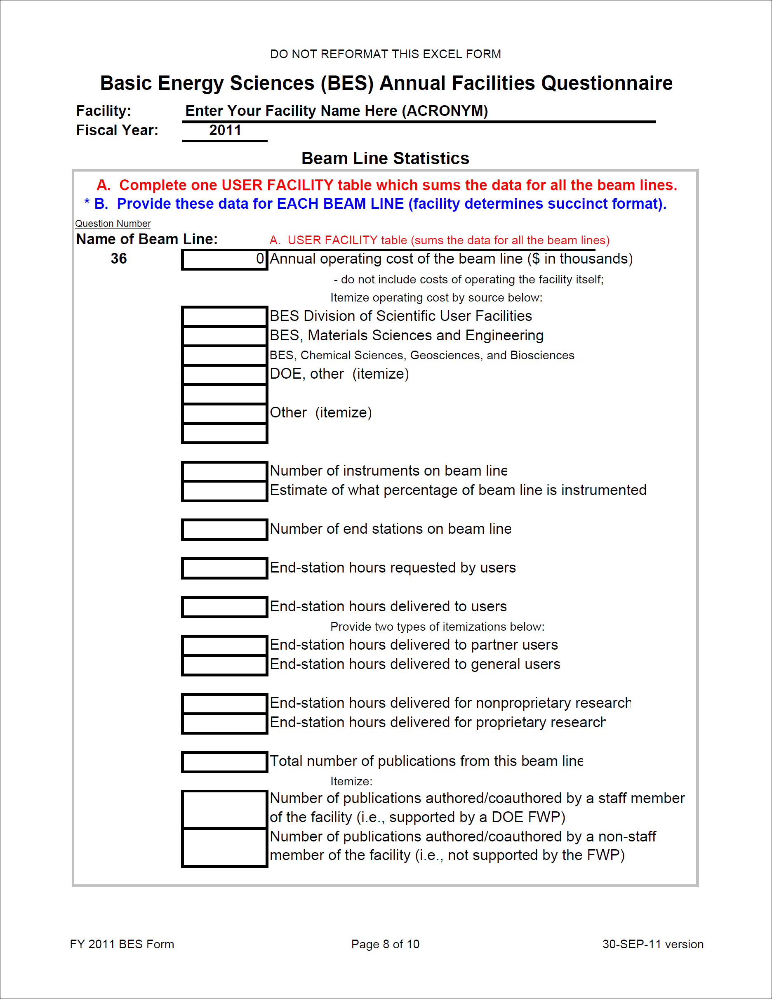 DO NOT REFORMAT THIS EXCEL FORM
Basic Energy Sciences (BES) Annual Facilities Questionnaire
Facility: Enter Your Facility Name Here (ACRONYM)
Fiscal Year: 2011
Beam Line Statistics
A. Complete one USER FACILITY table which sums the data for all the beam lines.
* B. Provide these data for EACH BEAM LINE (facility determines succinct format).
Question Number
Name of Beam Line: A. USER FACILITY table (sums the data for all the beam lines)
36 0 Annual operating cost of the beam line ($ in thousands)
- do not include costs of operating the facility itself;
Itemize operating cost by source below:
BES Division of Scientific User Facilities
BES, Materials Sciences and Engineering
BES, Chemical Sciences, Geosciences, and Biosciences
DOE, other (itemize)
Other (itemize)
Number of instruments on beam line
Estimate of what percentage of beam line is instrumented
Number of end stations on beam line
End-station hours requested by users
End-station hours delivered to users
Provide two types of itemizations below:
End-station hours delivered to partner users
End-station hours delivered to general users
End-station hours delivered for nonproprietary research
End-station hours delivered for proprietary research
Total number of publications from this beam line
Itemize:
Number of publications authored/coauthored by a staff member
of the facility (i.e., supported by a DOE FWP)
Number of publications authored/coauthored by a non-staff
member of the facility (i.e., not supported by the FWP)
FY 2011 BES Form Page 8 of 10 30-SEP-11 version